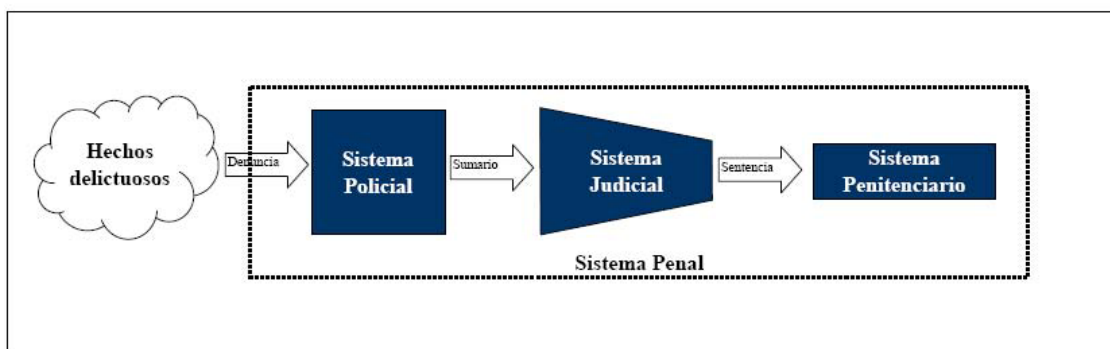 Hechos
delictuosos
Denuncia
Sistema
Policial
Sumario
Sistema
Judicial
Sentencia
Sistema
Penitenciario
Sistema Penal